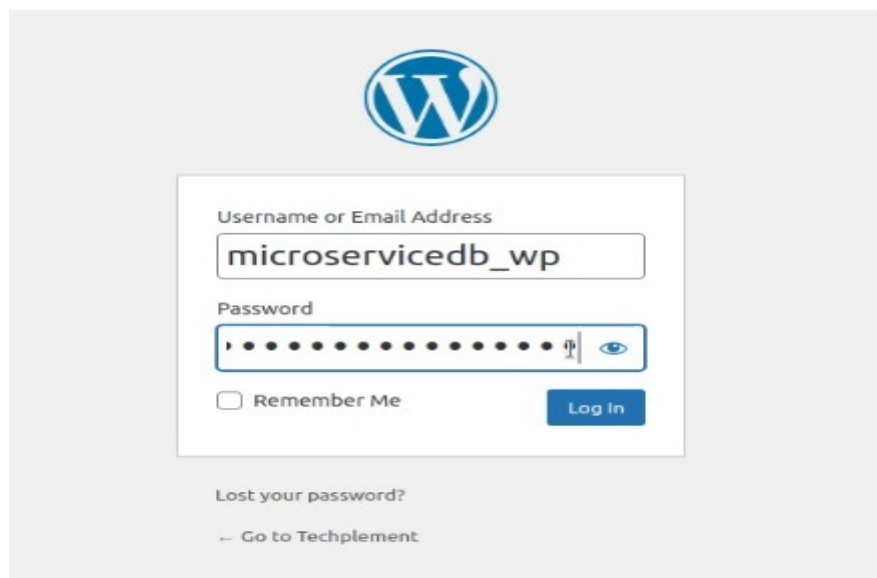 Username or Email Address
microservicedb_wp
Password
Remember Me
Log In
Lost your password?
← Go to Techplement